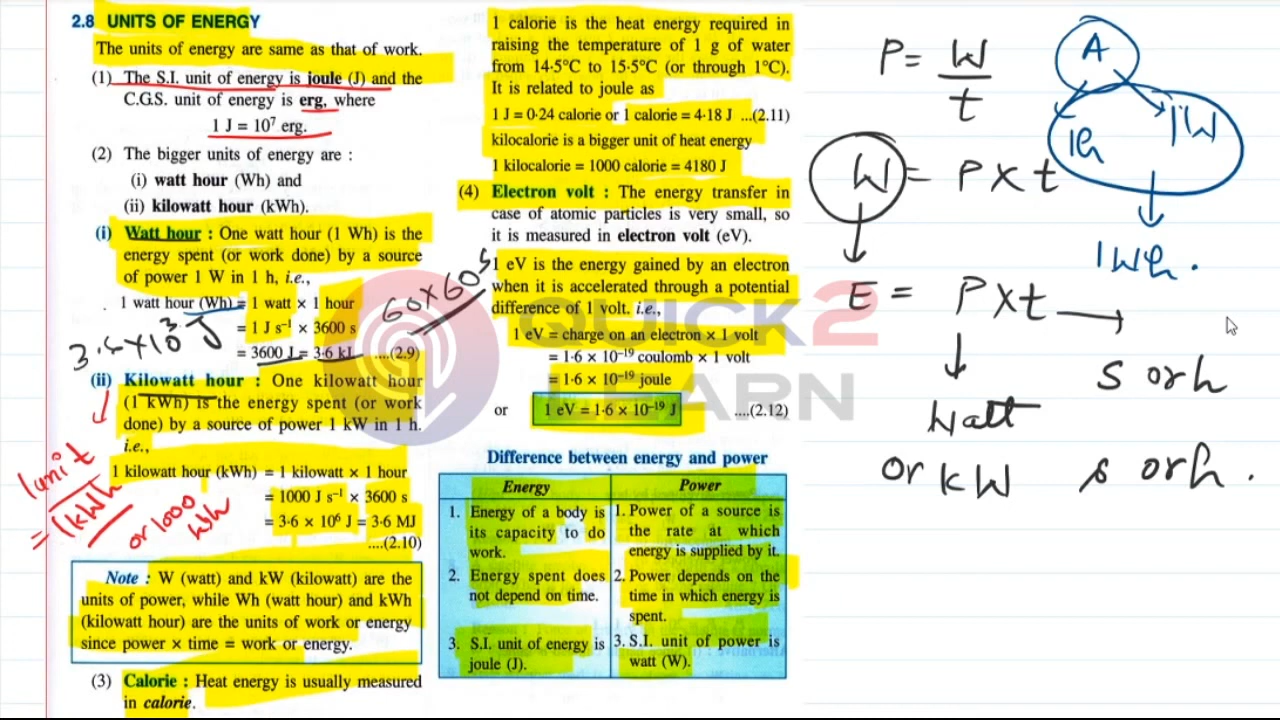 2.8 UNITS OF ENERGY
The units of energy are same as that of work.
(1) The S.I. unit of energy is joule (J) and the
C.G.S. unit of energy is erg, where
1 J = 10⁷ erg.
(2) The bigger units of energy are :
(i) watt hour (Wh) and
(ii) kilowatt hour (kWh).
(i) Watt hour : One watt hour (1 Wh) is the
energy spent (or work done) by a source
of power 1 W in 1 h, i.e.,
1 watt hour (Wh) = 1 watt × 1 hour
= 1 J s⁻¹ × 3600 s
= 3600 J = 3·6 kJ ....(2.9)
60×60 s
3.6×10³ J
(ii) Kilowatt hour : One kilowatt hour
(1 kWh) is the energy spent (or work
done) by a source of power 1 kW in 1 h.
i.e.,
1 kilowatt hour (kWh) = 1 kilowatt × 1 hour
= 1000 J s⁻¹ × 3600 s
= 3·6 × 10⁶ J = 3·6 MJ
....(2.10)
1unit
= 1kWh
or 1000
Wh
Note : W (watt) and kW (kilowatt) are the
units of power, while Wh (watt hour) and kWh
(kilowatt hour) are the units of work or energy
since power × time = work or energy.
(3) Calorie : Heat energy is usually measured
in calorie.
1 calorie is the heat energy required in
raising the temperature of 1 g of water
from 14·5°C to 15·5°C (or through 1°C).
It is related to joule as
1 J = 0·24 calorie or 1 calorie = 4·18 J ...(2.11)
kilocalorie is a bigger unit of heat energy
1 kilocalorie = 1000 calorie = 4180 J
(4) Electron volt : The energy transfer in
case of atomic particles is very small, so
it is measured in electron volt (eV).
1 eV is the energy gained by an electron
when it is accelerated through a potential
difference of 1 volt. i.e.,
1 eV = charge on an electron × 1 volt
= 1·6 × 10⁻¹⁹ coulomb × 1 volt
= 1·6 × 10⁻¹⁹ joule
or 1 eV = 1·6 × 10⁻¹⁹ J ....(2.12)
Difference between energy and power
Energy Power
1. Energy of a body is
its capacity to do
work.
1. Power of a source is
the rate at which
energy is supplied by it.
2. Energy spent does
not depend on time.
2. Power depends on the
time in which energy is
spent.
3. S.I. unit of energy is
joule (J).
3. S.I. unit of power is
watt (W).
QUICK2
LEARN
P = W/t
W = P × t
E = P × t
s or h
Watt
or kW s or h.
A
1h 1W
1Wh.